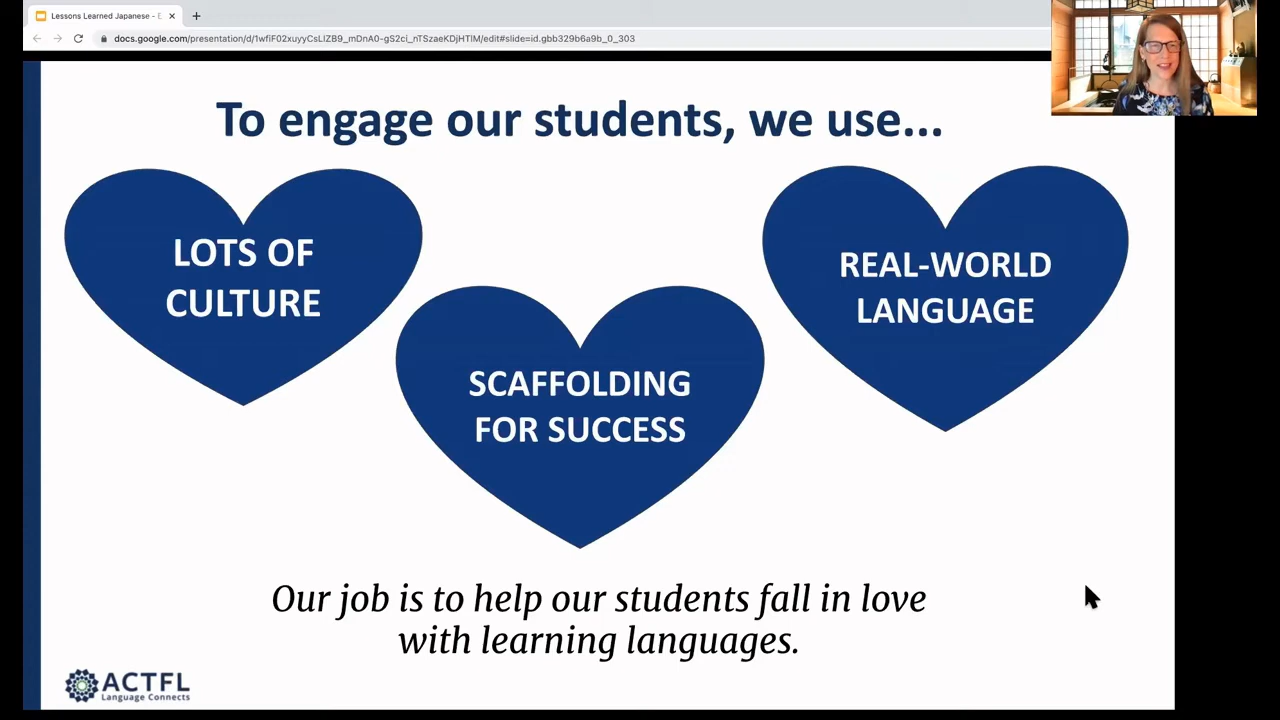 Lessons Learned Japanese - E
docs.google.com/presentation/d/1wfiF02xuyyCsLIZB9_mDnA0-gS2ci_nTSzaeKDjHTlM/edit#slide=id.gbb329b6a9b_0_303
To engage our students, we use...
LOTS OF
CULTURE
REAL-WORLD
LANGUAGE
SCAFFOLDING
FOR SUCCESS
Our job is to help our students fall in love
with learning languages.
ACTFL
Language Connects